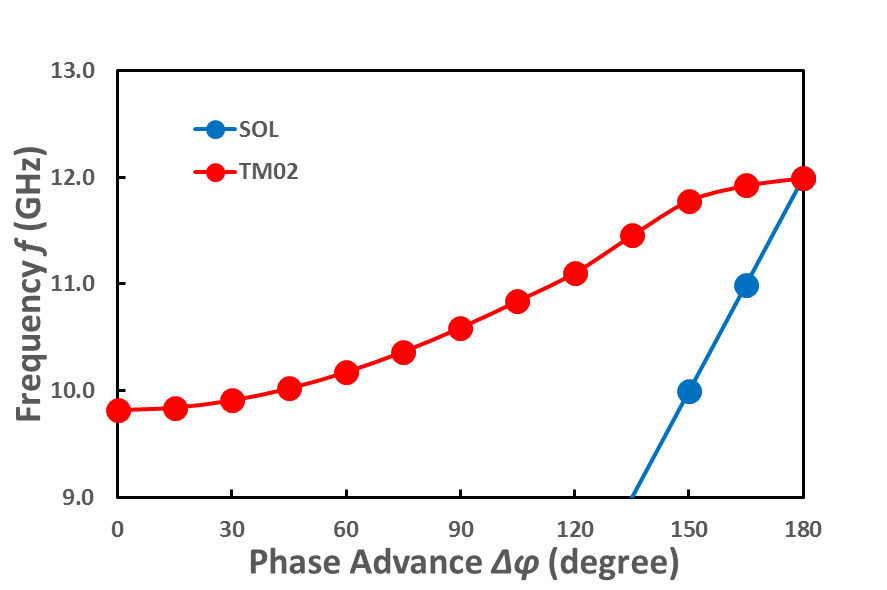 13.0
12.0
11.0
10.0
9.0
Frequency f (GHz)
SOL
TM02
0 30 60 90 120 150 180
Phase Advance Δφ (degree)